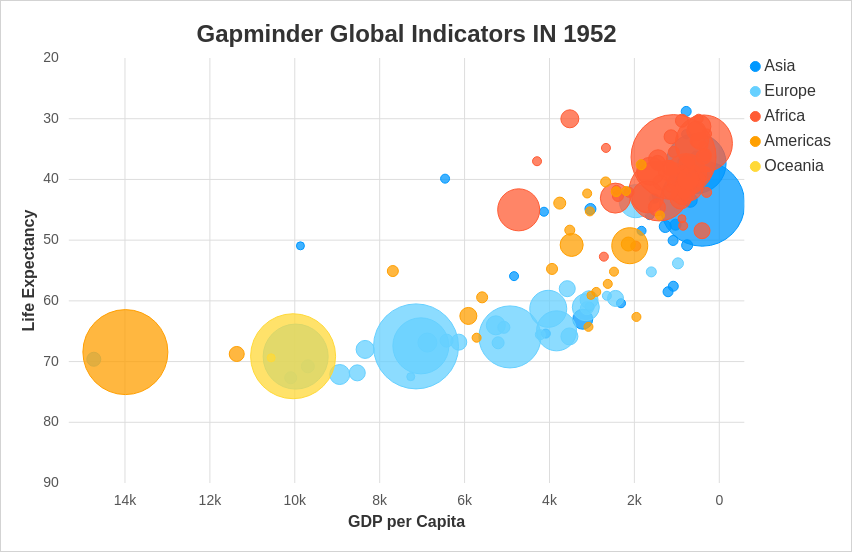 Gapminder Global Indicators IN 1952
20
30
40
50
60
70
80
90
Life Expectancy
14k 12k 10k 8k 6k 4k 2k 0
GDP per Capita
Asia
Europe
Africa
Americas
Oceania